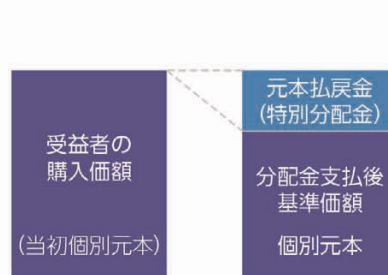 受益者の
購入価額
(当初個別元本)
元本払戻金
(特別分配金)
分配金支払後
基準価額
個別元本